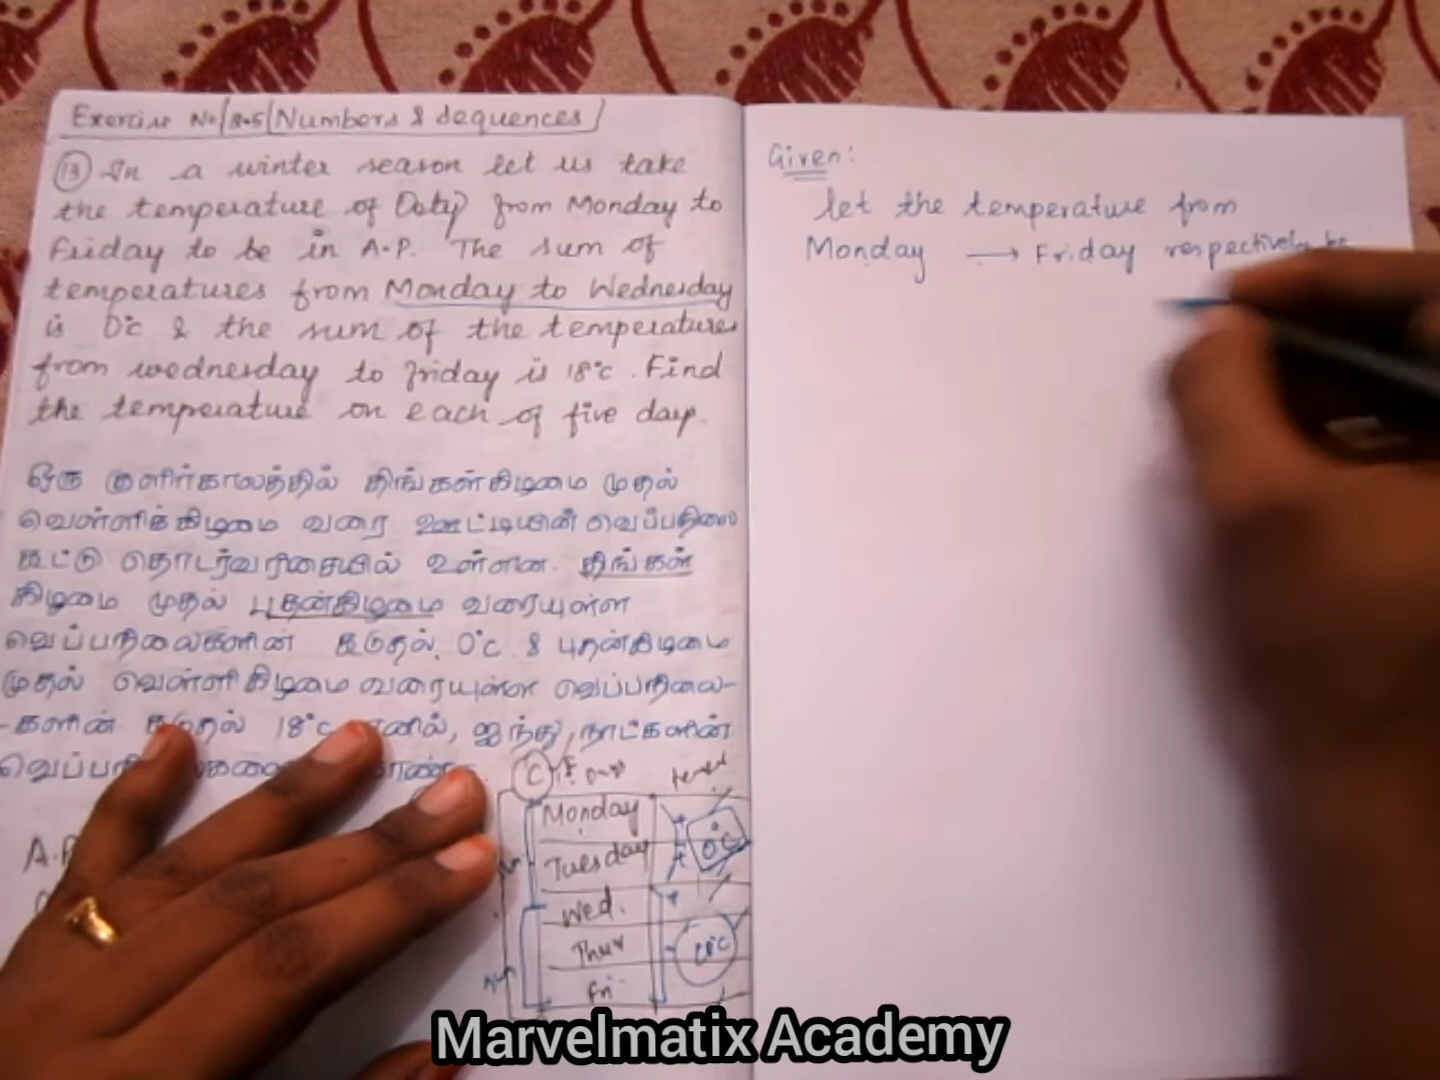 Exercise No/2.5/Numbers & Sequences
13 In a winter season let us take
the temperature of Ooty from Monday to
Friday to be in A.P. The sum of
temperatures from Monday to Wednesday
is 0°c & the sum of the temperatures
from wednesday to friday is 18°c. Find
the temperature on each of five days.
ஒரு குளிர்காலத்தில் திங்கள்கிழமை முதல்
வெள்ளிக்கிழமை வரை ஊட்டியின் வெப்பநிலை
கூட்டு தொடர்வரிசையில் உள்ளன. திங்கள்
கிழமை முதல் புதன்கிழமை வரையுள்ள
வெப்பநிலைகளின் கூடுதல் 0°c & புதன்கிழமை
முதல் வெள்ளிகிழமை வரையுள்ள வெப்பநிலை-
-களின் கூடுதல் 18°c எனில், ஐந்து நாட்களின்
A.P
Monday
Tuesday
0°C
Wed.
Thur
18°C
Fri
Given:
let the temperature from
Monday → Friday respectively be
Marvelmatix Academy